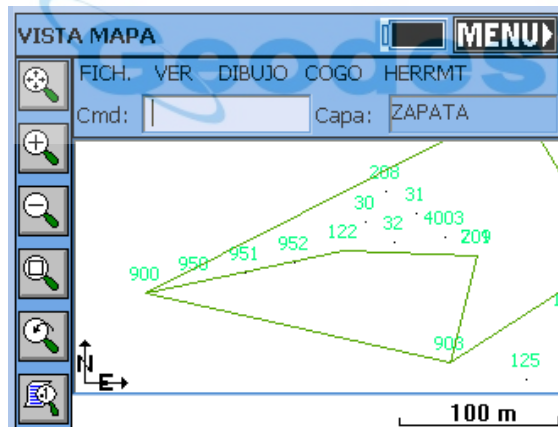 VISTA MAPA MENU
FICH. VER DIBUJO COGO HERRMT
Cmd: Capa: ZAPATA
208
30 31
122 32 4003
952
951
950
900
903
125
N
E
100 m
Geodes